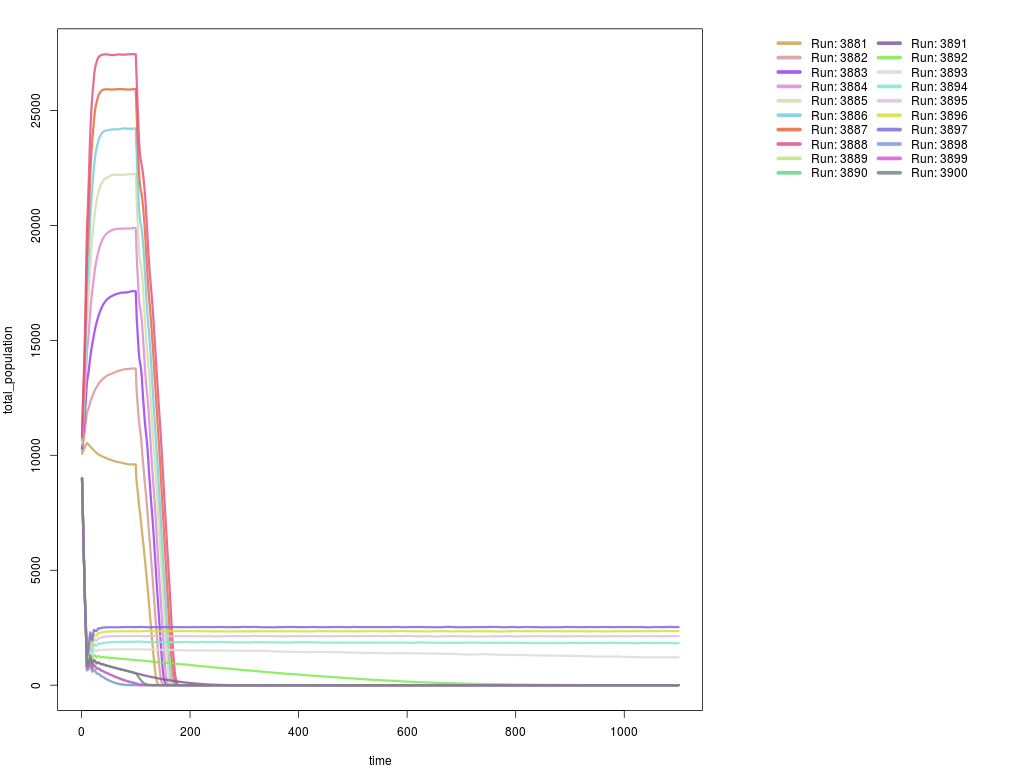 total_population
25000
20000
15000
10000
5000
0
0 200 400 600 800 1000
time
Run: 3881 Run: 3891
Run: 3882 Run: 3892
Run: 3883 Run: 3893
Run: 3884 Run: 3894
Run: 3885 Run: 3895
Run: 3886 Run: 3896
Run: 3887 Run: 3897
Run: 3888 Run: 3898
Run: 3889 Run: 3899
Run: 3890 Run: 3900